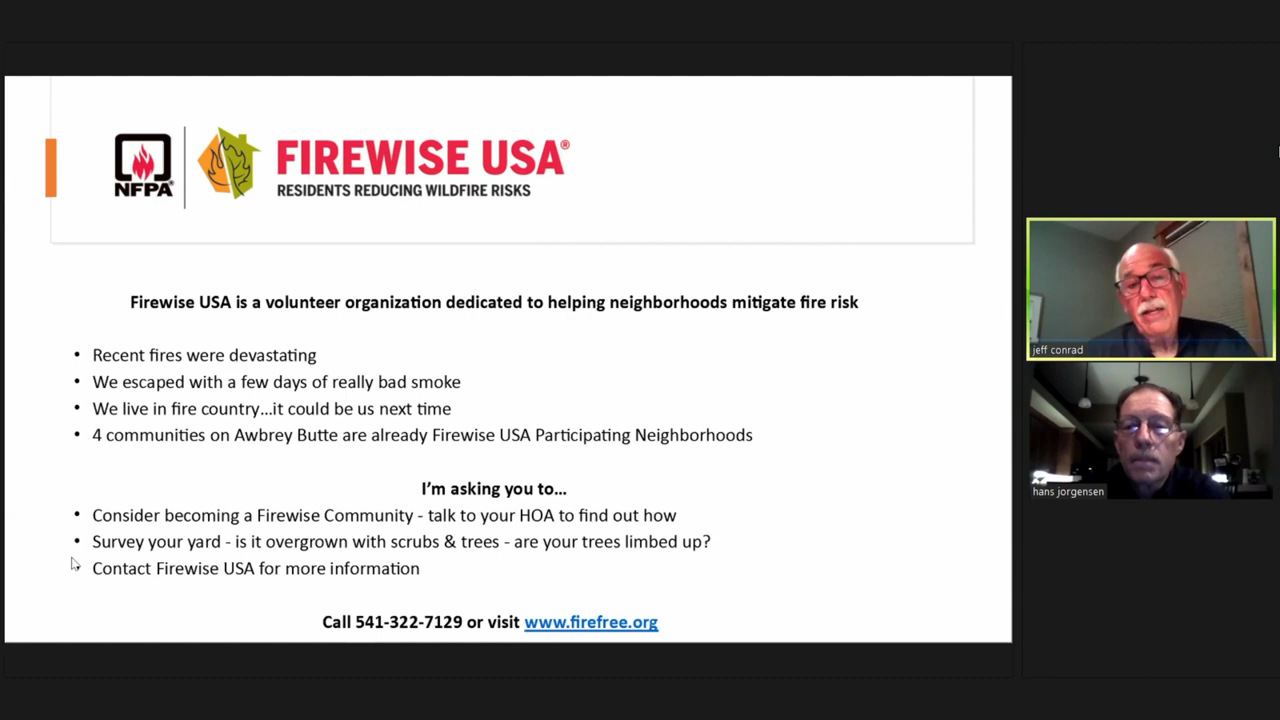 NFPA®
FIREWISE USA®
RESIDENTS REDUCING WILDFIRE RISKS
Firewise USA is a volunteer organization dedicated to helping neighborhoods mitigate fire risk
• Recent fires were devastating
• We escaped with a few days of really bad smoke
• We live in fire country…it could be us next time
• 4 communities on Awbrey Butte are already Firewise USA Participating Neighborhoods
I'm asking you to…
• Consider becoming a Firewise Community - talk to your HOA to find out how
• Survey your yard - is it overgrown with scrubs & trees - are your trees limbed up?
• Contact Firewise USA for more information
Call 541-322-7129 or visit www.firefree.org
jeff conrad
hans jorgensen